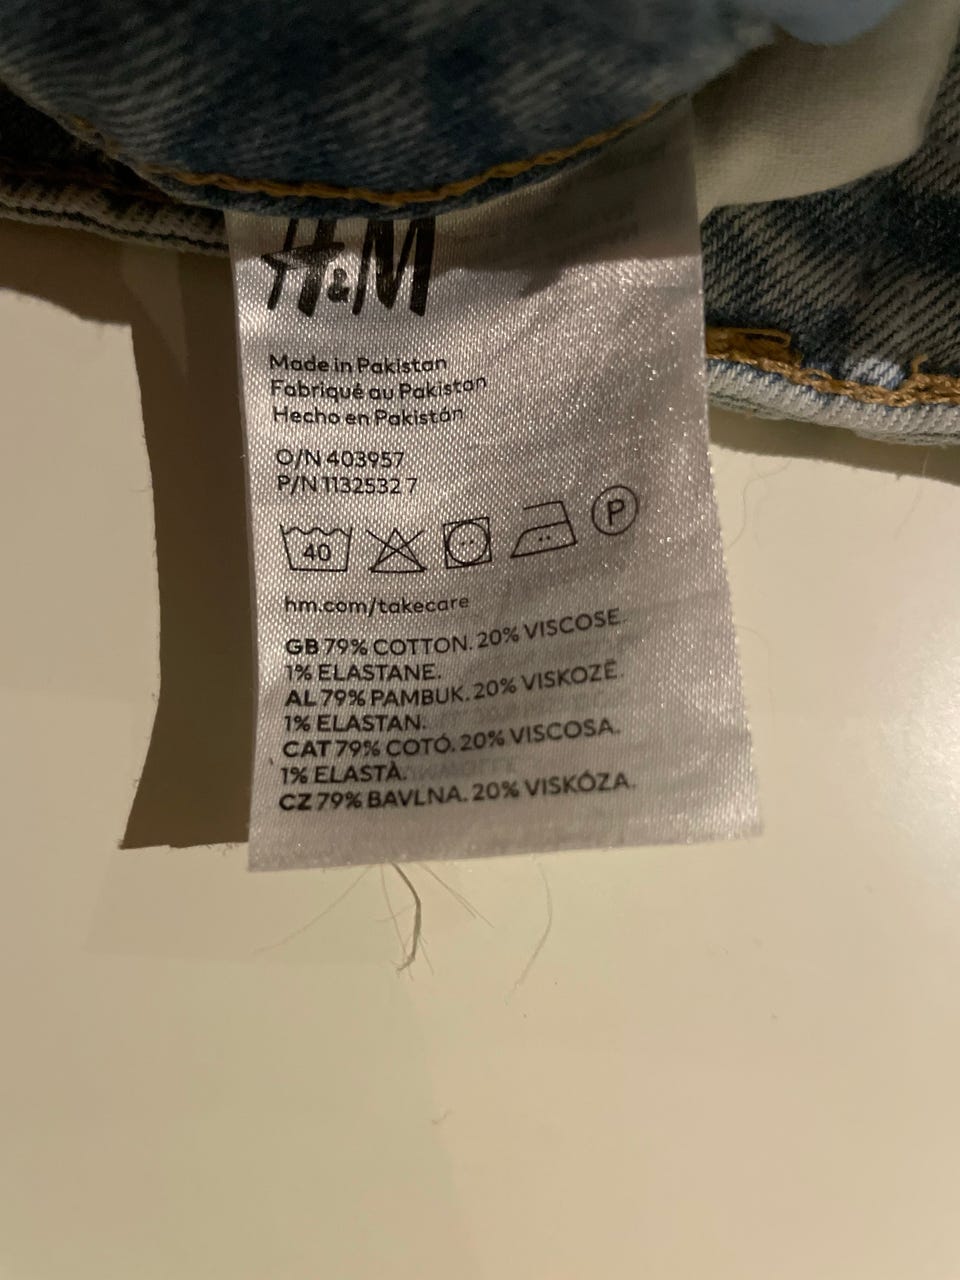 H&M
Made in Pakistan
Fabriqué au Pakistan
Hecho en Pakistán
O/N 403957
P/N 1132532 7
40
P
hm.com/takecare
GB 79% COTTON. 20% VISCOSE.
1% ELASTANE.
AL 79% PAMBUK. 20% VISKOZË.
1% ELASTAN.
CAT 79% COTÓ. 20% VISCOSA.
1% ELASTÀ.
CZ 79% BAVLNA. 20% VISKÓZA.